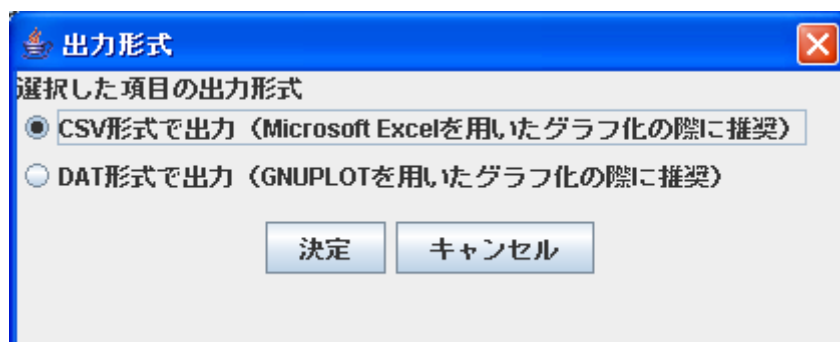 出力形式
選択した項目の出力形式
CSV形式で出力（Microsoft Excelを用いたグラフ化の際に推奨）
DAT形式で出力（GNUPLOTを用いたグラフ化の際に推奨）
決定 キャンセル